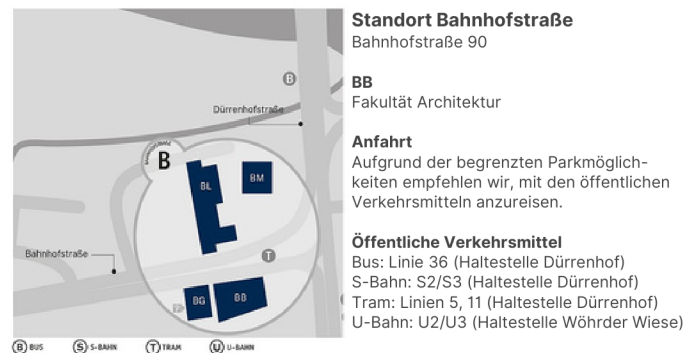 Standort Bahnhofstraße
Bahnhofstraße 90
BB
Fakultät Architektur
Anfahrt
Aufgrund der begrenzten Parkmöglich-
keiten empfehlen wir, mit den öffentlichen
Verkehrsmitteln anzureisen.
Öffentliche Verkehrsmittel
Bus: Linie 36 (Haltestelle Dürrenhof)
S-Bahn: S2/S3 (Haltestelle Dürrenhof)
Tram: Linien 5, 11 (Haltestelle Dürrenhof)
U-Bahn: U2/U3 (Haltestelle Wöhrder Wiese)
B
Dürrenhofstraße
B
BL
BM
Bahnhofstraße
T
BG
BB
P
B BUS
S S-BAHN
T TRAM
U U-BAHN